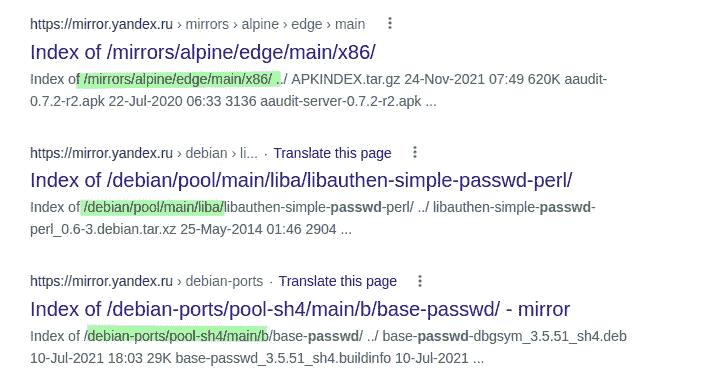 https://mirror.yandex.ru › mirrors › alpine › edge › main
Index of /mirrors/alpine/edge/main/x86/
Index of /mirrors/alpine/edge/main/x86/ ../ APKINDEX.tar.gz 24-Nov-2021 07:49 620K aaudit-
0.7.2-r2.apk 22-Jul-2020 06:33 3136 aaudit-server-0.7.2-r2.apk ...
https://mirror.yandex.ru › debian › li... · Translate this page
Index of /debian/pool/main/liba/libauthen-simple-passwd-perl/
Index of /debian/pool/main/liba/libauthen-simple-passwd-perl/ ../ libauthen-simple-passwd-
perl_0.6-3.debian.tar.xz 25-May-2014 01:46 2904 ...
https://mirror.yandex.ru › debian-ports · Translate this page
Index of /debian-ports/pool-sh4/main/b/base-passwd/ - mirror
Index of /debian-ports/pool-sh4/main/b/base-passwd/ ../ base-passwd-dbgsym_3.5.51_sh4.deb
10-Jul-2021 18:03 29K base-passwd_3.5.51_sh4.buildinfo 10-Jul-2021 ...